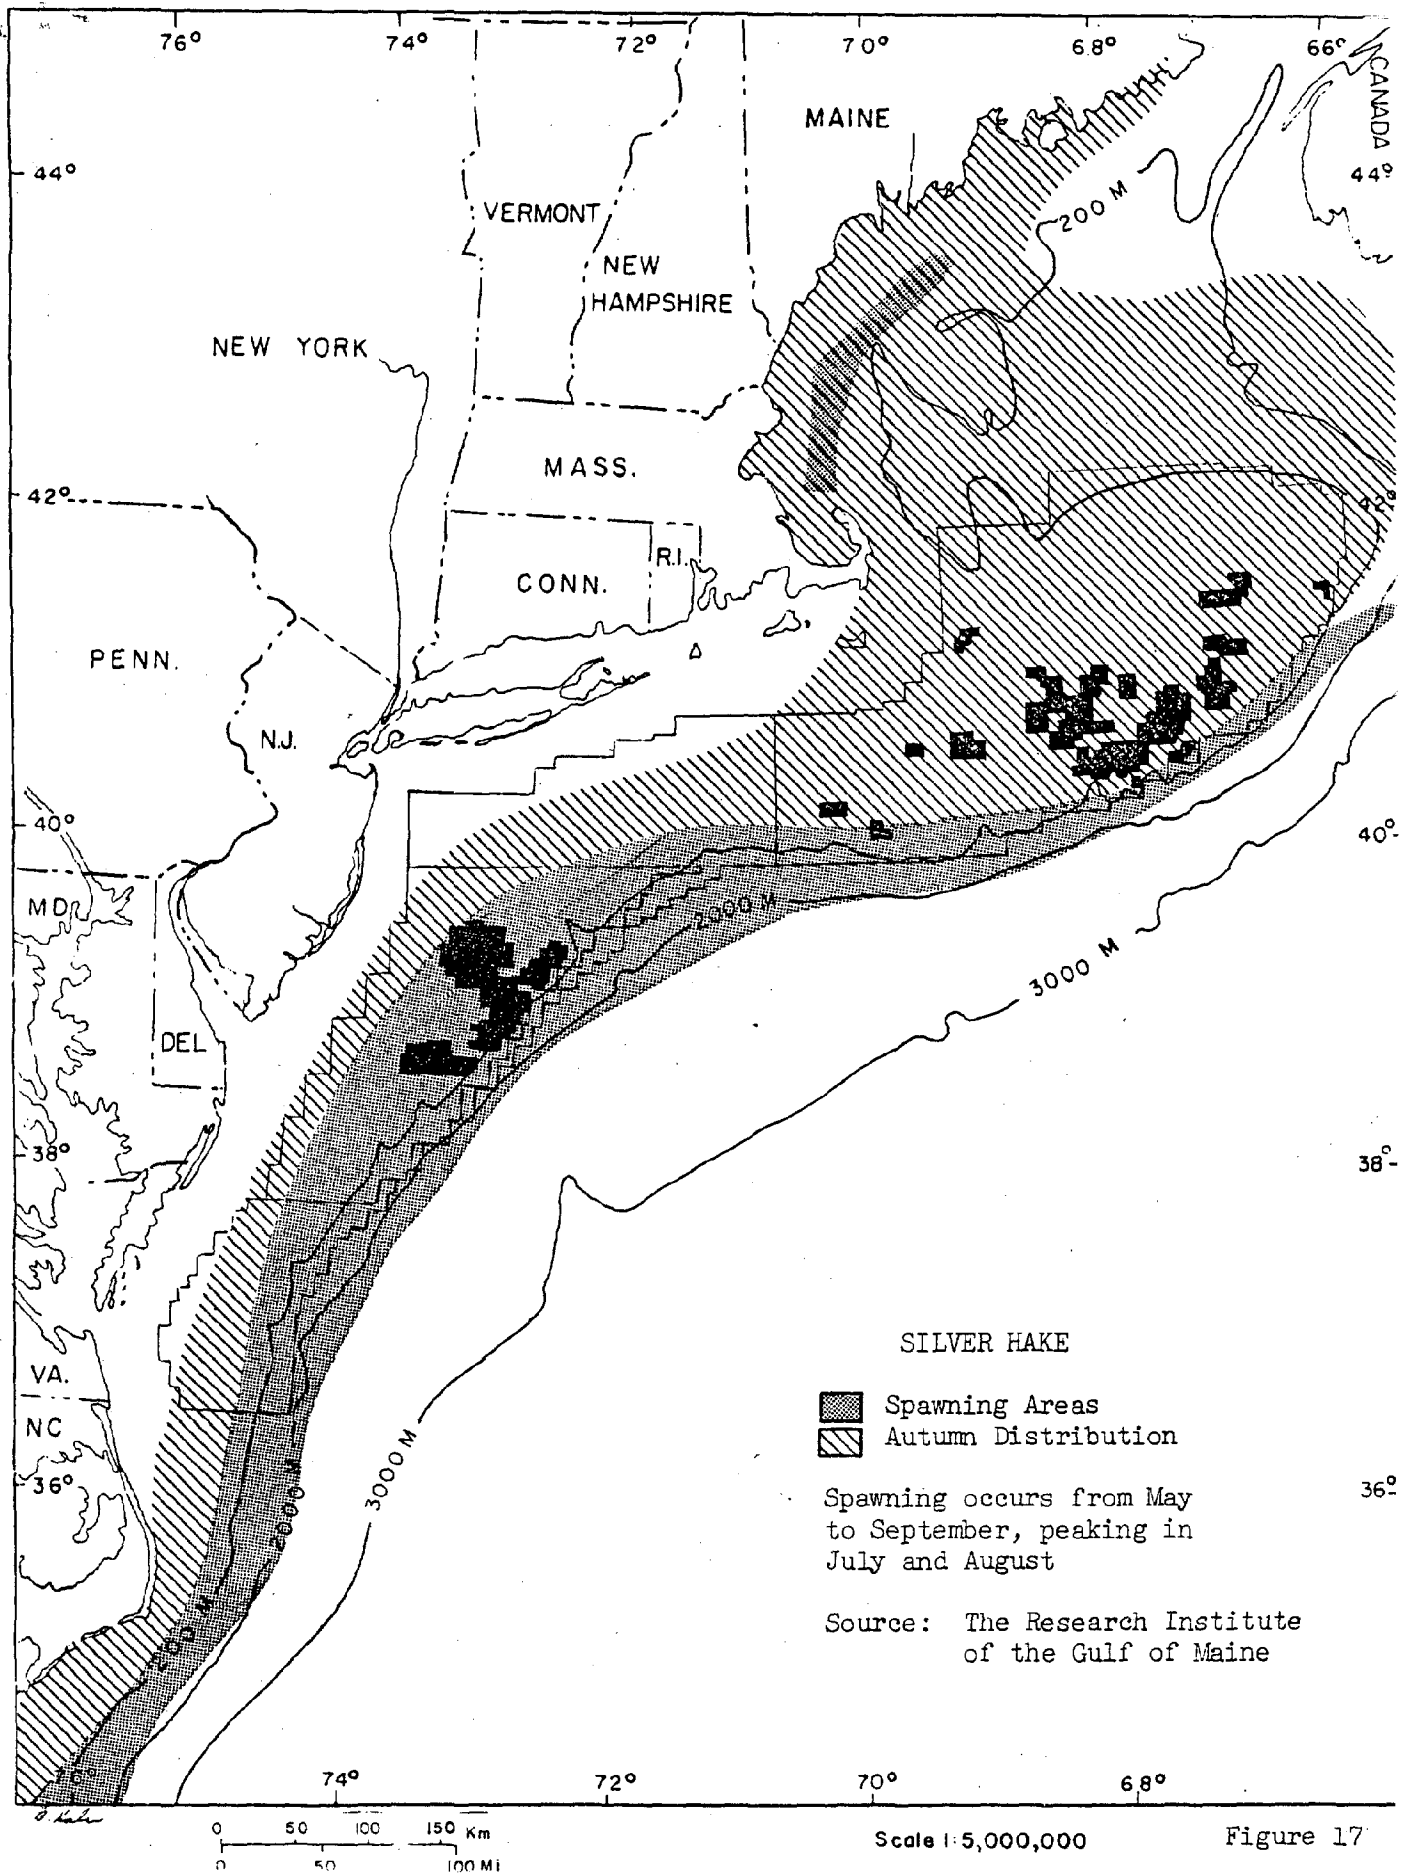 76° 74° 72° 70° 68° 66°
CANADA
MAINE
44° 44°
200 M
VERMONT
NEW
HAMPSHIRE
NEW YORK
MASS.
42° 42°
R.I.
CONN.
PENN.
N.J.
40° 40°
MD
2000 M
3000 M
DEL
38° 38°
SILVER HAKE
VA.
Spawning Areas
NC
Autumn Distribution
3000 M
36° 36°
2000 M
Spawning occurs from May
to September, peaking in
July and August
200 M
Source: The Research Institute
of the Gulf of Maine
76° 74° 72° 70° 68°
0 50 100 150 Km
0 50 100 Mi
Scale 1:5,000,000
Figure 17